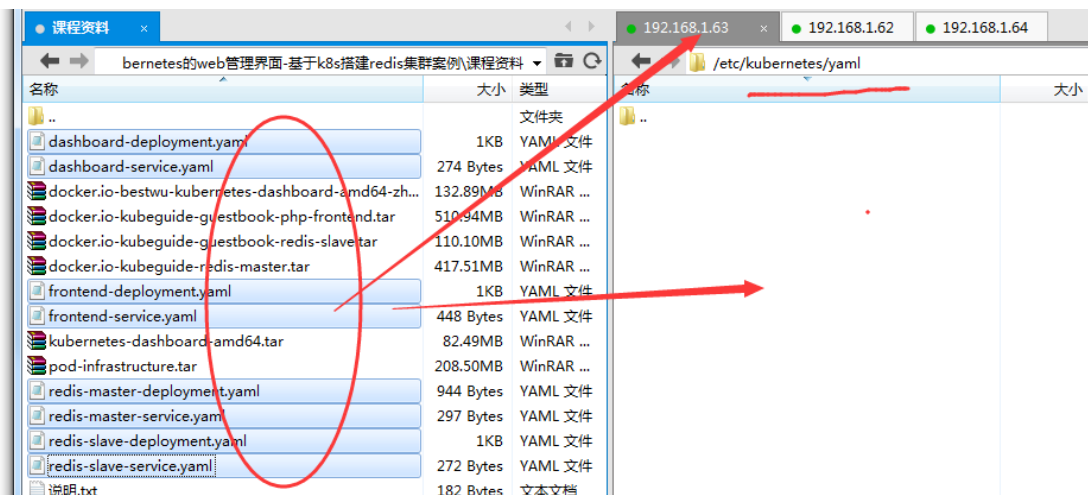 课程资料 ×
192.168.1.63 × 192.168.1.62 192.168.1.64
bernetes的web管理界面-基于k8s搭建redis集群案例\课程资料
/etc/kubernetes/yaml
名称 大小 类型
名称 大小
.. 文件夹
..
dashboard-deployment.yaml 1KB YAML 文件
dashboard-service.yaml 274 Bytes YAML 文件
docker.io-bestwu-kubernetes-dashboard-amd64-zh... 132.89MB WinRAR ...
docker.io-kubeguide-guestbook-php-frontend.tar 510.94MB WinRAR ...
docker.io-kubeguide-guestbook-redis-slave.tar 110.10MB WinRAR ...
docker.io-kubeguide-redis-master.tar 417.51MB WinRAR ...
frontend-deployment.yaml 1KB YAML 文件
frontend-service.yaml 448 Bytes YAML 文件
kubernetes-dashboard-amd64.tar 82.49MB WinRAR ...
pod-infrastructure.tar 208.50MB WinRAR ...
redis-master-deployment.yaml 944 Bytes YAML 文件
redis-master-service.yaml 297 Bytes YAML 文件
redis-slave-deployment.yaml 1KB YAML 文件
redis-slave-service.yaml 272 Bytes YAML 文件
说明.txt 182 Bytes 文本文档